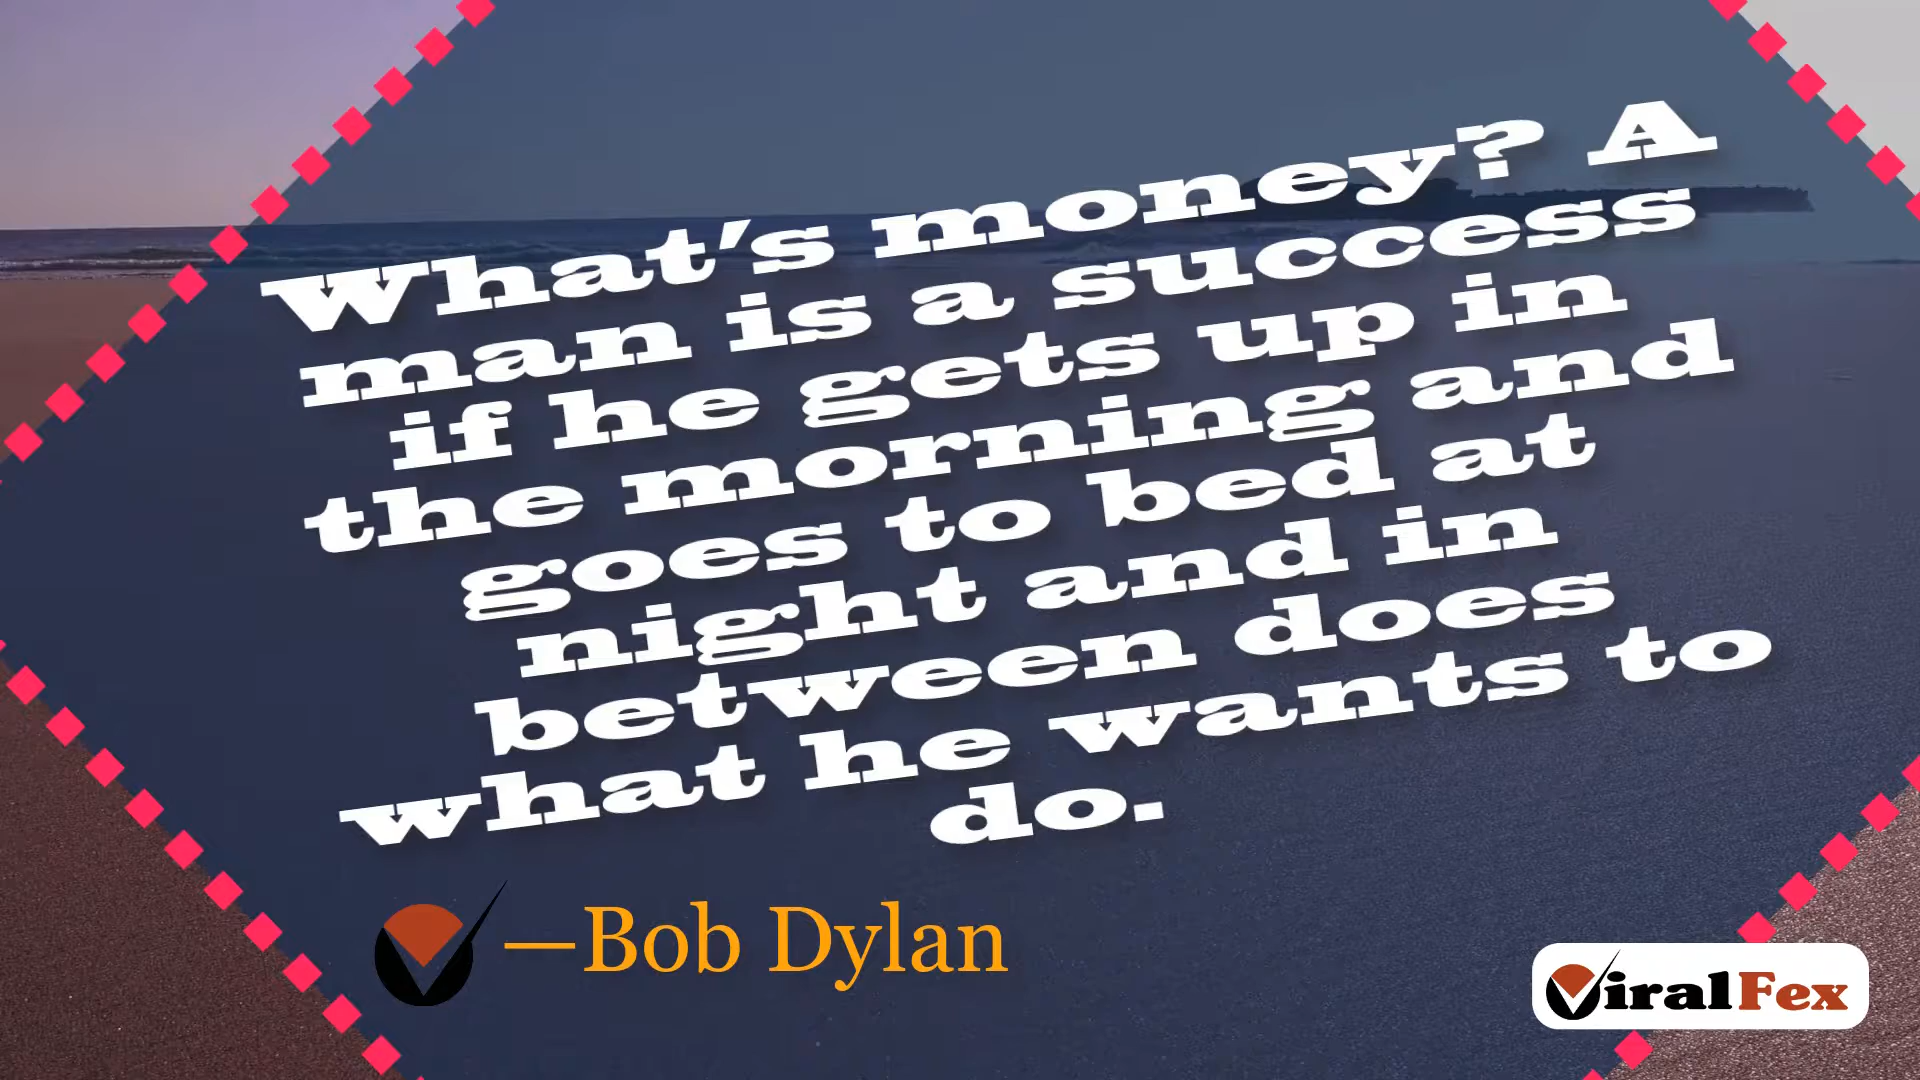 What's money? A
man is a success
if he gets up in
the morning and
goes to bed at
night and in
between does
what he wants to
do.
—Bob Dylan
ViralFex